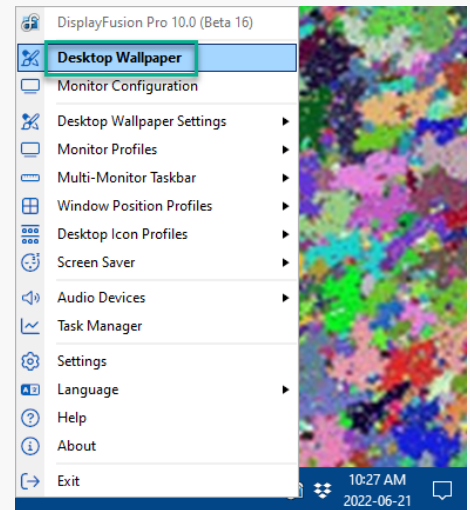 DisplayFusion Pro 10.0 (Beta 16)
Desktop Wallpaper
Monitor Configuration
Desktop Wallpaper Settings
Monitor Profiles
Multi-Monitor Taskbar
Window Position Profiles
Desktop Icon Profiles
Screen Saver
Audio Devices
Task Manager
Settings
Language
Help
About
Exit
10:27 AM
2022-06-21